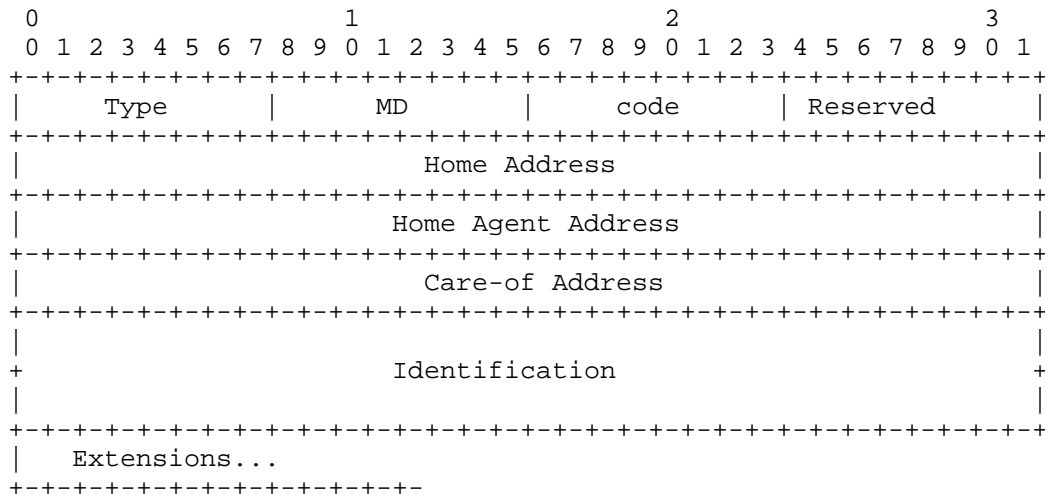 0                   1                   2                   3
 0 1 2 3 4 5 6 7 8 9 0 1 2 3 4 5 6 7 8 9 0 1 2 3 4 5 6 7 8 9 0 1
+-+-+-+-+-+-+-+-+-+-+-+-+-+-+-+-+-+-+-+-+-+-+-+-+-+-+-+-+-+-+-+-+
|     Type      |      MD       |     code      | Reserved      |
+-+-+-+-+-+-+-+-+-+-+-+-+-+-+-+-+-+-+-+-+-+-+-+-+-+-+-+-+-+-+-+-+
|                         Home Address                          |
+-+-+-+-+-+-+-+-+-+-+-+-+-+-+-+-+-+-+-+-+-+-+-+-+-+-+-+-+-+-+-+-+
|                       Home Agent Address                      |
+-+-+-+-+-+-+-+-+-+-+-+-+-+-+-+-+-+-+-+-+-+-+-+-+-+-+-+-+-+-+-+-+
|                         Care-of Address                       |
+-+-+-+-+-+-+-+-+-+-+-+-+-+-+-+-+-+-+-+-+-+-+-+-+-+-+-+-+-+-+-+-+
|                                                               |
+                       Identification                          +
|                                                               |
+-+-+-+-+-+-+-+-+-+-+-+-+-+-+-+-+-+-+-+-+-+-+-+-+-+-+-+-+-+-+-+-+
|   Extensions...
+-+-+-+-+-+-+-+-+-+-+-+-+-